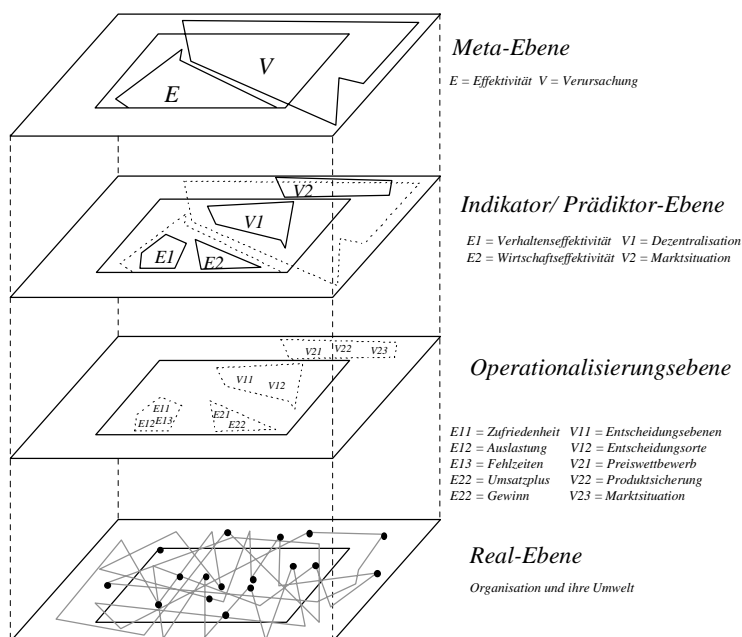 Meta-Ebene
E = Effektivität V = Verursachung
V
E
Indikator/ Prädiktor-Ebene
E1 = Verhaltenseffektivität V1 = Dezentralisation
E2 = Wirtschaftseffektivität V2 = Marktsituation
V2
V1
E1
E2
Operationalisierungsebene
V21 V22 V23
V11
V12
E11
E12 E13
E21
E22
E11 = Zufriedenheit V11 = Entscheidungsebenen
E12 = Auslastung V12 = Entscheidungsorte
E13 = Fehlzeiten V21 = Preiswettbewerb
E22 = Umsatzplus V22 = Produktsicherung
E22 = Gewinn V23 = Marktsituation
Real-Ebene
Organisation und ihre Umwelt